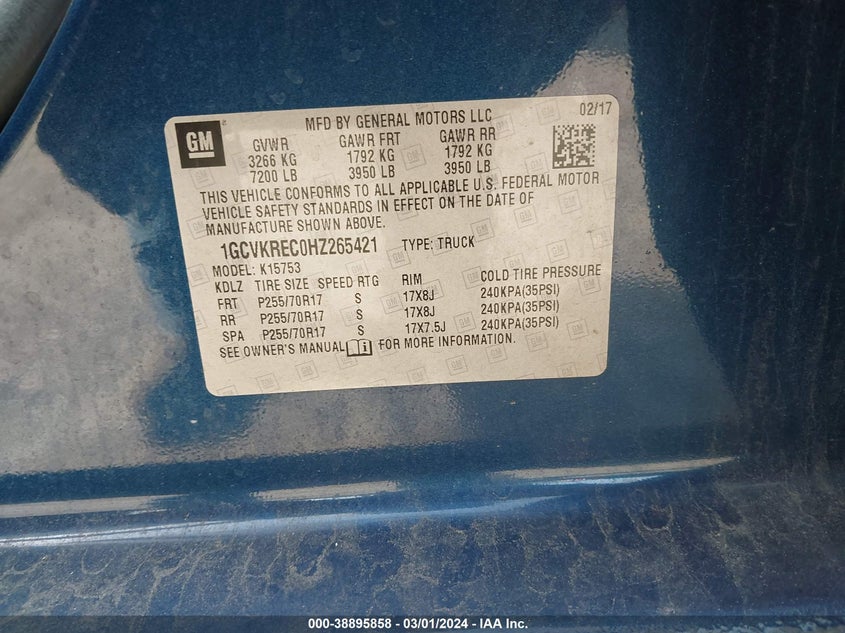 GM
MFD BY GENERAL MOTORS LLC
02/17
GVWR GAWR FRT GAWR RR
3266 KG 1792 KG 1792 KG
7200 LB 3950 LB 3950 LB
THIS VEHICLE CONFORMS TO ALL APPLICABLE U.S. FEDERAL MOTOR
VEHICLE SAFETY STANDARDS IN EFFECT ON THE DATE OF
MANUFACTURE SHOWN ABOVE.
1GCVKREC0HZ265421 TYPE: TRUCK
MODEL: K15753
KDLZ TIRE SIZE SPEED RTG RIM COLD TIRE PRESSURE
FRT P255/70R17 S 17X8J 240KPA(35PSI)
RR P255/70R17 S 17X8J 240KPA(35PSI)
SPA P255/70R17 S 17X7.5J 240KPA(35PSI)
SEE OWNER'S MANUAL FOR MORE INFORMATION.
000-38895858 — 03/01/2024 — IAA Inc.